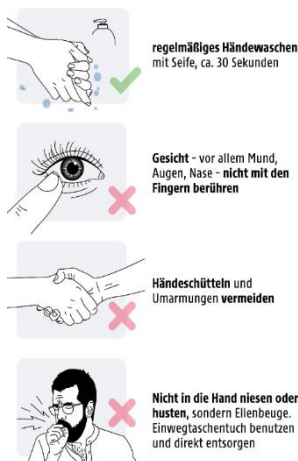 regelmäßiges Händewaschen
mit Seife, ca. 30 Sekunden
Gesicht - vor allem Mund,
Augen, Nase - nicht mit den
Fingern berühren
Händeschütteln und
Umarmungen vermeiden
Nicht in die Hand niesen oder
husten, sondern Ellenbeuge.
Einwegtaschentuch benutzen
und direkt entsorgen